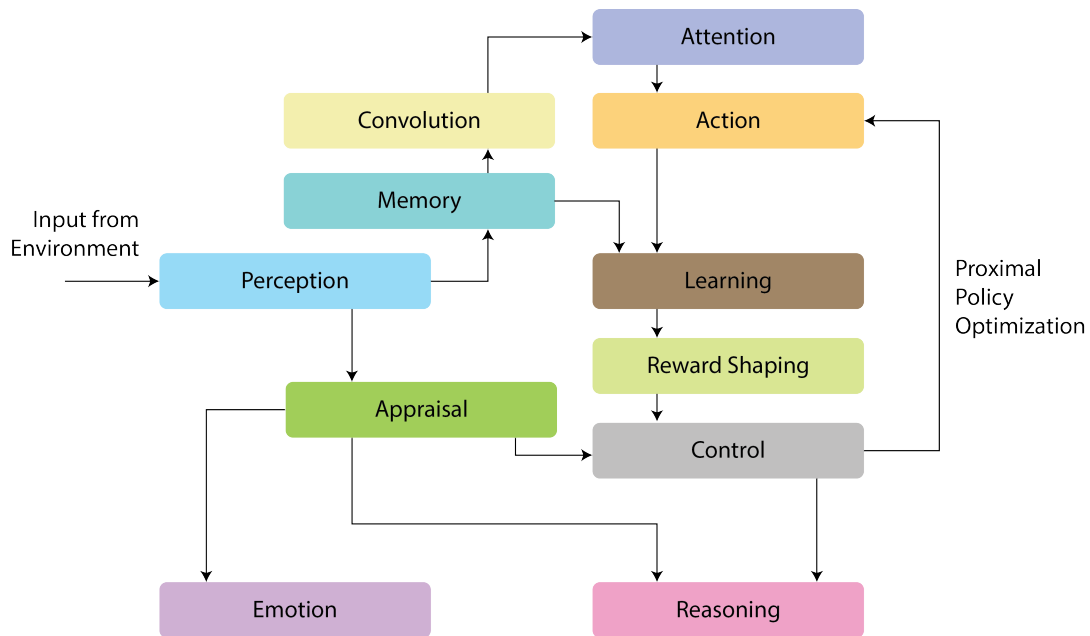 Attention
Convolution
Action
Memory
Input from
Environment
Perception
Learning
Proximal
Policy
Optimization
Reward Shaping
Appraisal
Control
Emotion
Reasoning